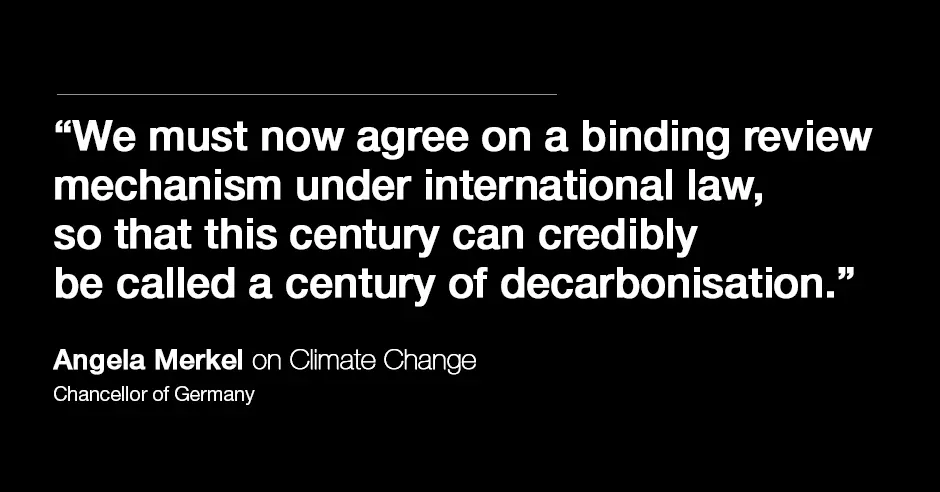 “We must now agree on a binding review
mechanism under international law,
so that this century can credibly
be called a century of decarbonisation.”
Angela Merkel on Climate Change
Chancellor of Germany